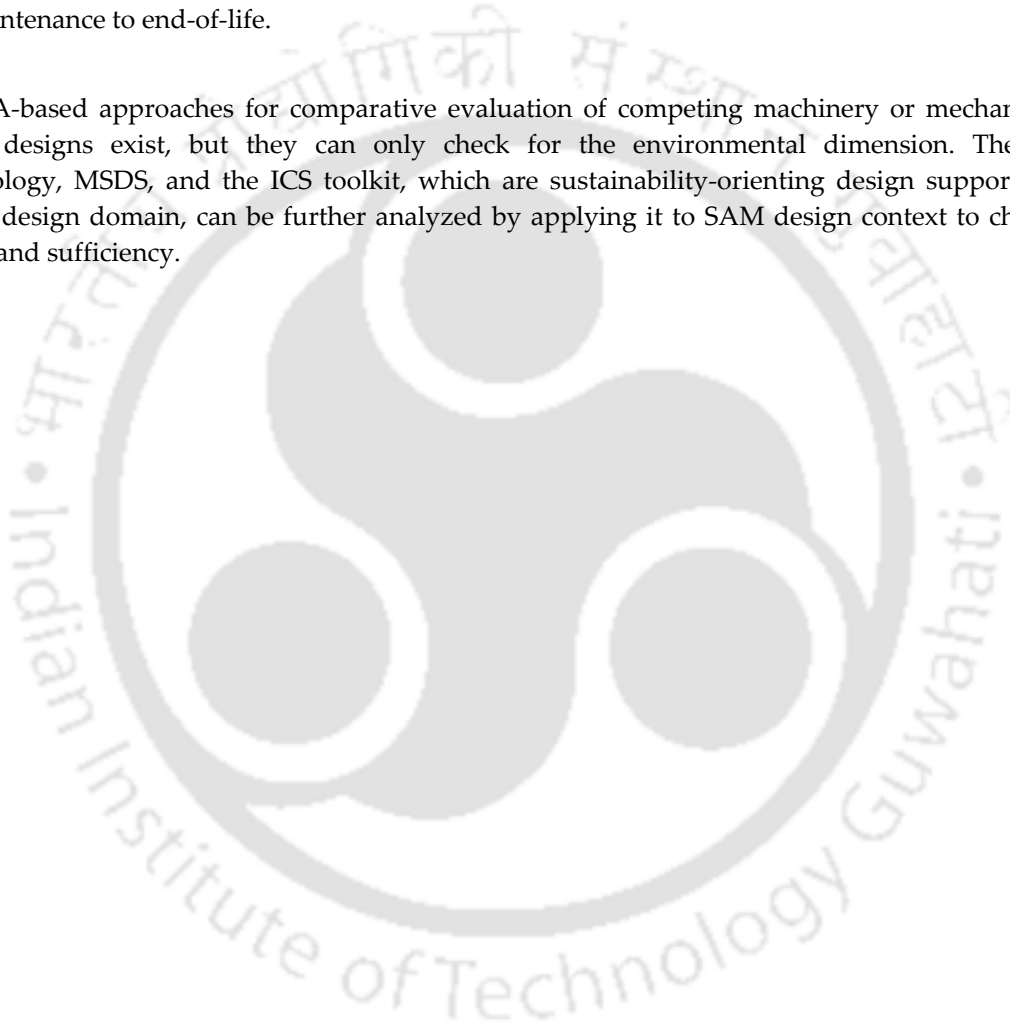 ntenance to end-of-life.
A-based approaches for comparative evaluation of competing machinery or mechan
designs exist, but they can only check for the environmental dimension. The
ology, MSDS, and the ICS toolkit, which are sustainability-orienting design support
design domain, can be further analyzed by applying it to SAM design context to ch
and sufficiency.
भारतीय प्रौद्योगिकी संस्थान गुवाहाटी
• Indian Institute of Technology Guwahati •